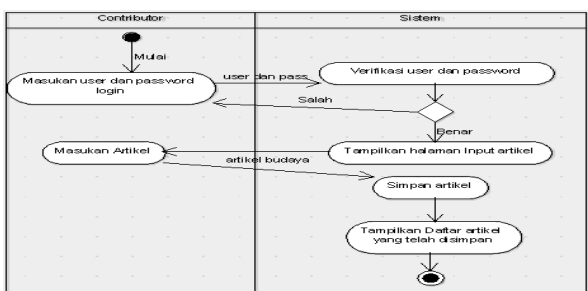 Contributor
Sistem
Mulai
Masukan user dan password
login
user dan pass
Verifikasi user dan password
Salah
Benar
Masukan Artikel
artikel budaya
Tampilkan halaman Input artikel
Simpan artikel
Tampilkan Daftar artikel
yang telah disimpan